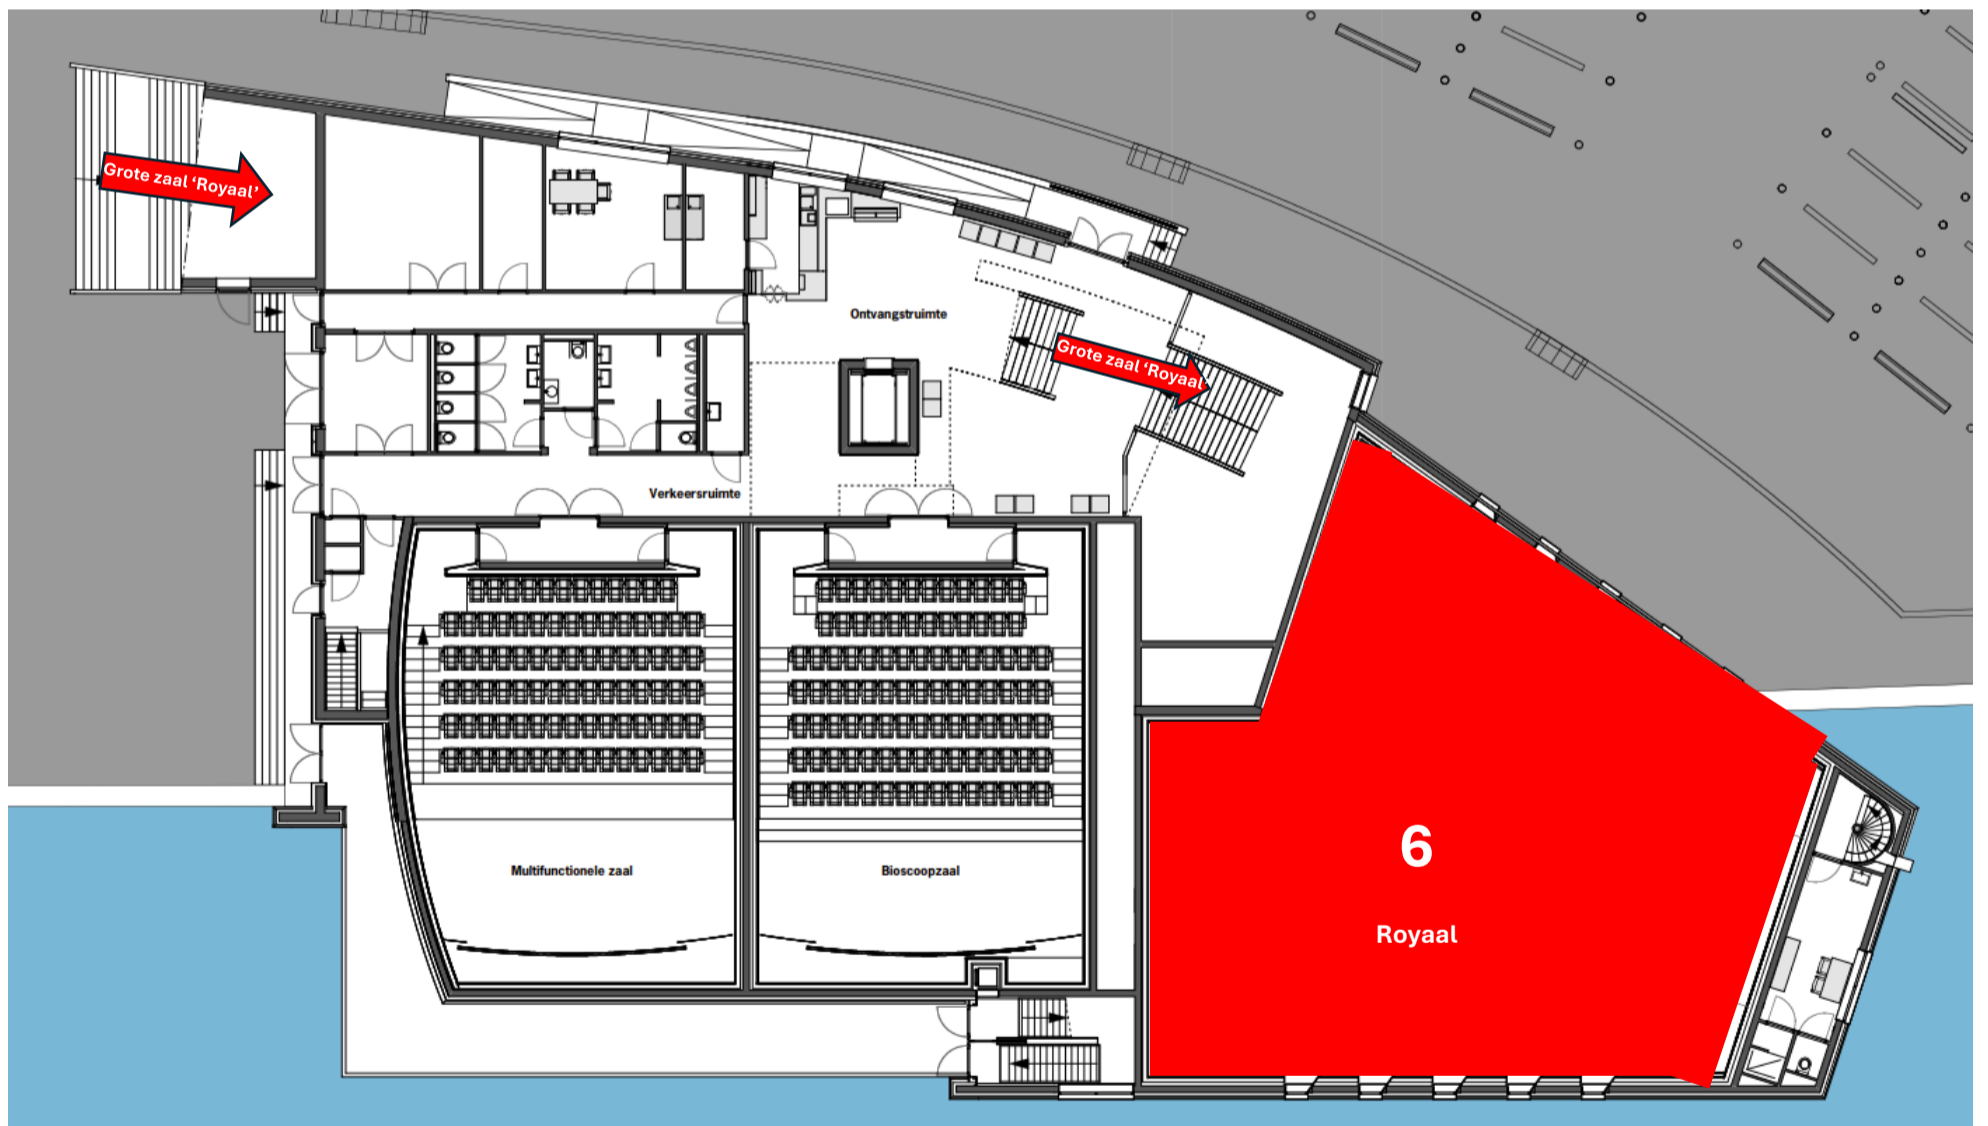 Grote zaal ‘Royaal’
Ontvangstruimte
Grote zaal ‘Royaal’
Verkeersruimte
Multifunctionele zaal
Bioscoopzaal
6
Royaal